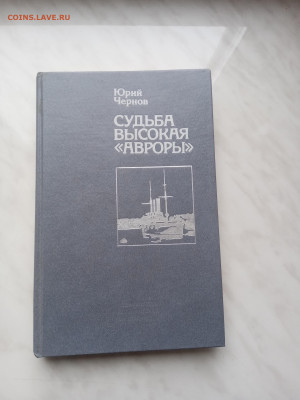 COINS.LAVE.RU
Юрий
Чернов
СУДЬБА
ВЫСОКАЯ
«АВРОРЫ»